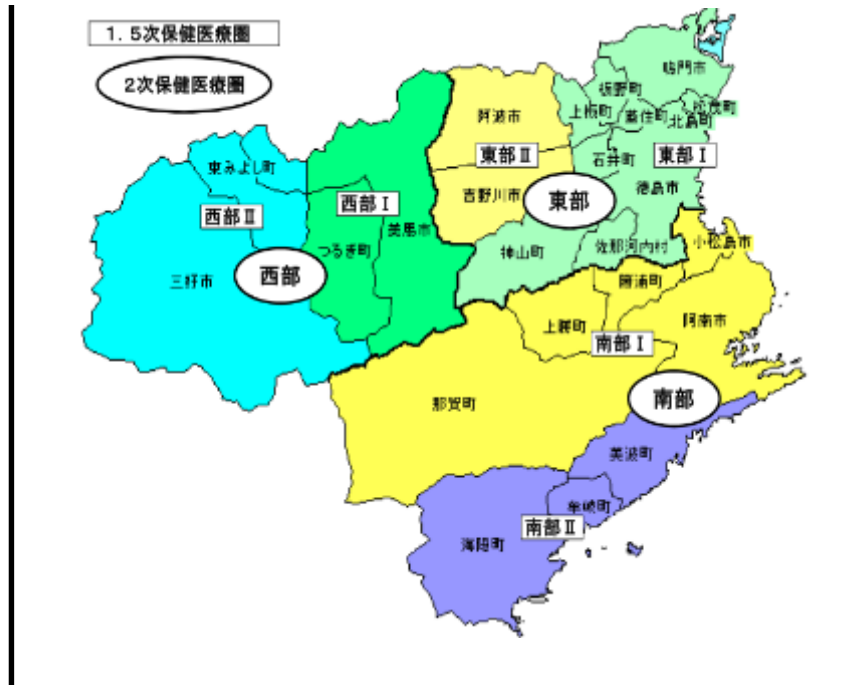 1.5次保健医療圏
2次保健医療圏
鳴門市
板野町
松茂町
上板町
藍住町
北島町
阿波市
東部Ⅱ
石井町
東部Ⅰ
東みよし町
吉野川市
東部
徳島市
西部Ⅱ
西部Ⅰ
美馬市
つるぎ町
神山町
佐那河内村
小松島市
三好市
西部
勝浦町
上勝町
阿南市
南部Ⅰ
那賀町
南部
美波町
牟岐町
南部Ⅱ
海陽町